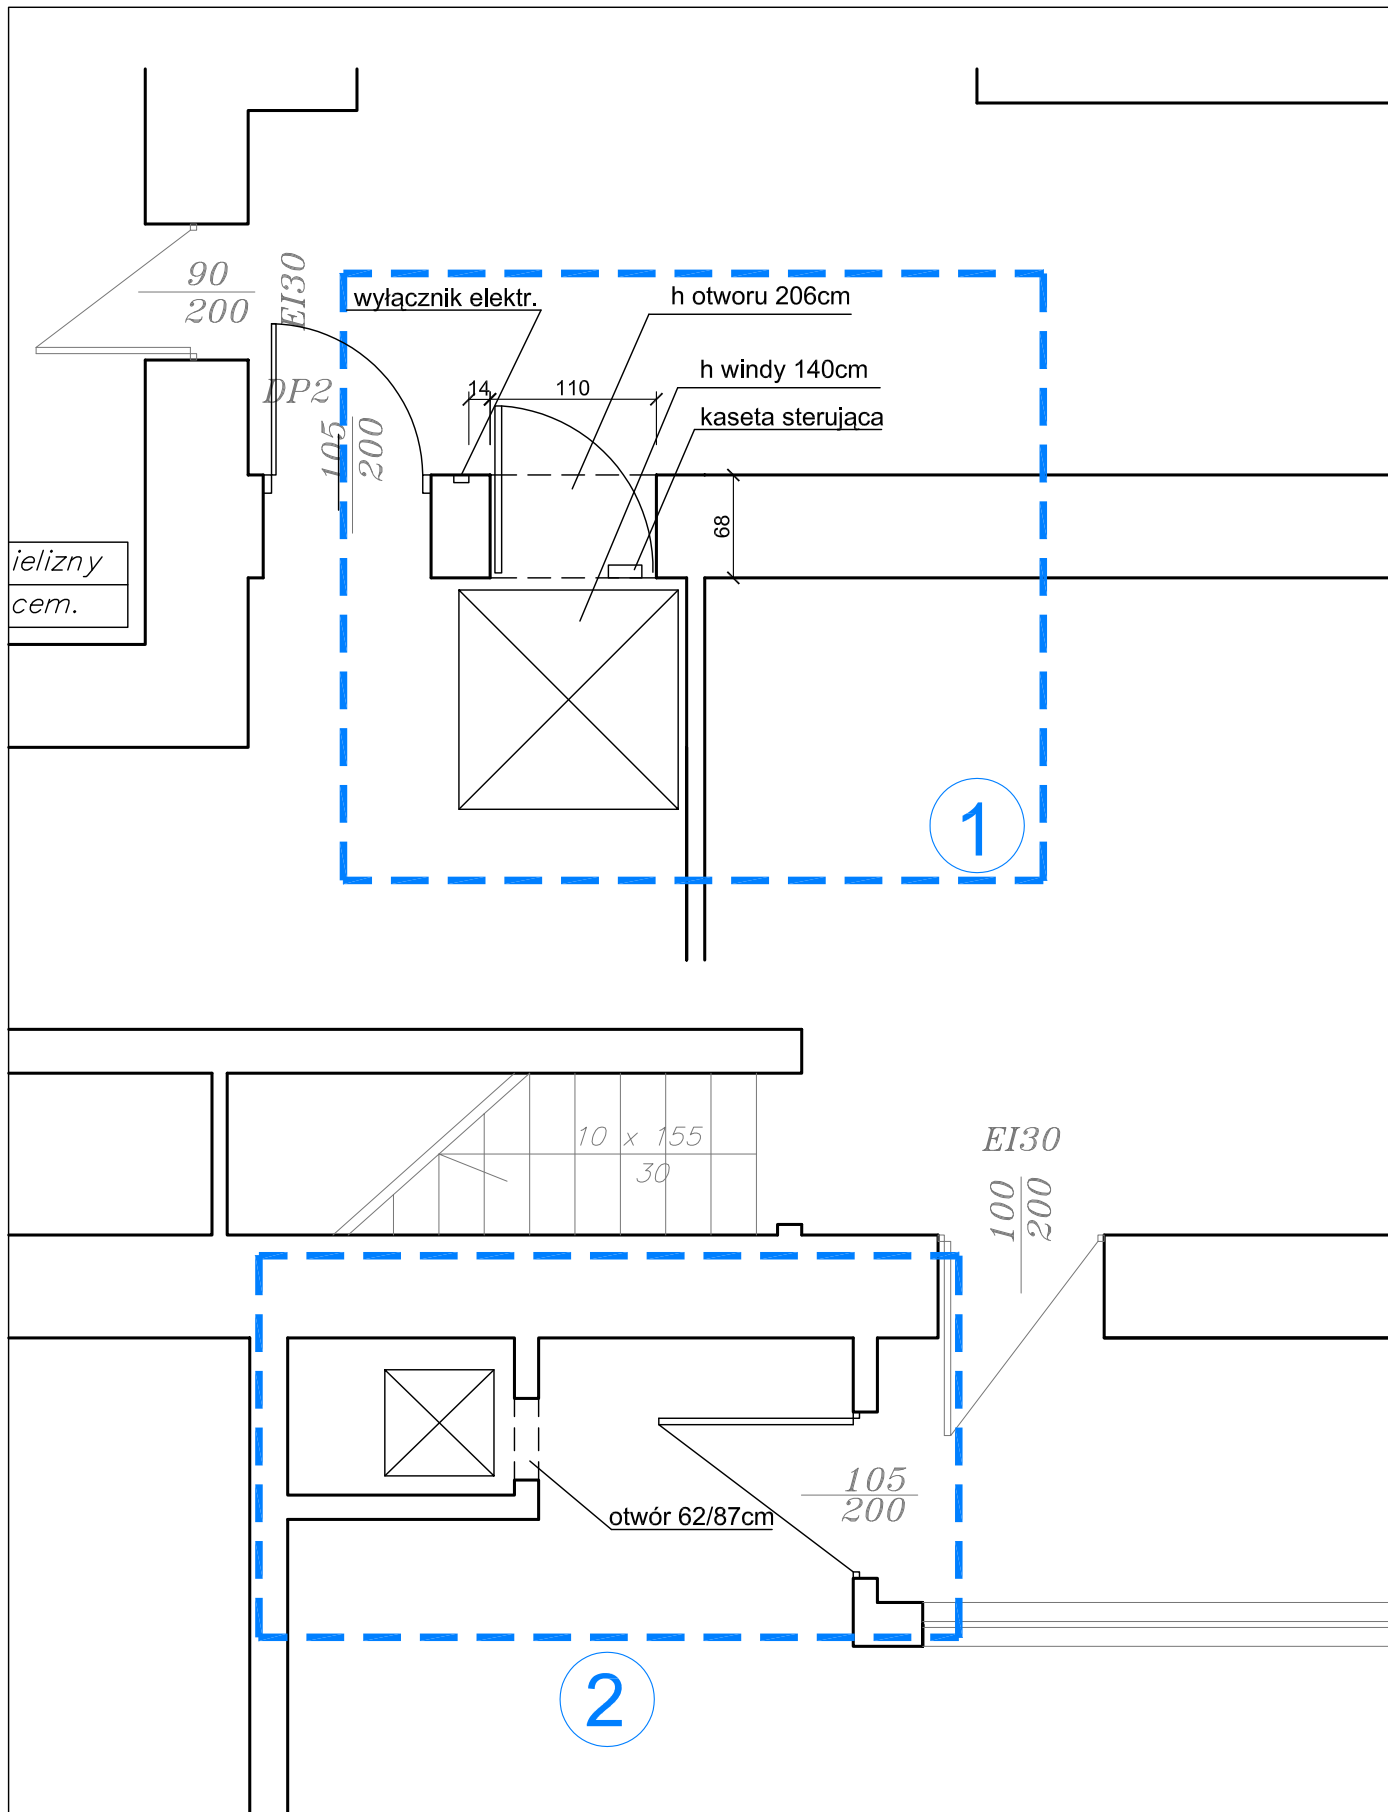 90
200
EI30
wyłącznik elektr.
h otworu 206cm
h windy 140cm
kaseta sterująca
14
110
DP2
105
200
68
ielizny
cem.
1
10 x 155
30
EI30
100
200
105
200
otwór 62/87cm
2